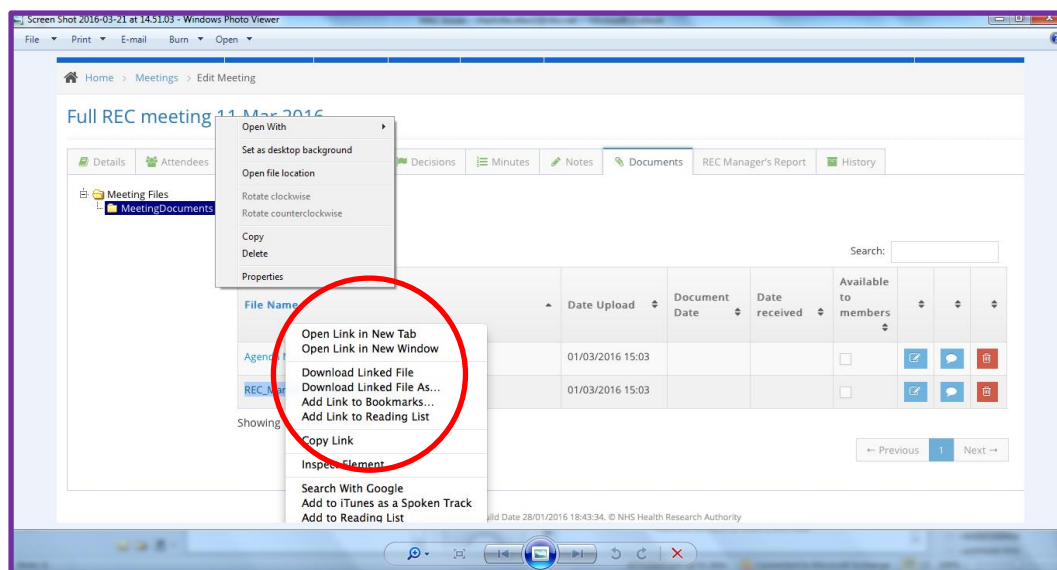 Screen Shot 2016-03-21 at 14.51.03 - Windows Photo Viewer
File Print E-mail Burn Open
Home > Meetings > Edit Meeting
Full REC meeting 11 Mar 2016
Details Attendees Decisions Minutes Notes Documents REC Manager's Report History
Meeting Files
MeetingDocuments
Open With
Set as desktop background
Open file location
Rotate clockwise
Rotate counterclockwise
Copy
Delete
Properties
Search:
File Name Date Upload Document Date Date received Available to members
Agenda 01/03/2016 15:03
REC_Man 01/03/2016 15:03
Showing
Open Link in New Tab
Open Link in New Window
Download Linked File
Download Linked File As...
Add Link to Bookmarks...
Add Link to Reading List
Copy Link
Inspect Element
Search With Google
Add to iTunes as a Spoken Track
Add to Reading List
← Previous 1 Next →
Date 28/01/2016 18:43:34. © NHS Health Research Authority